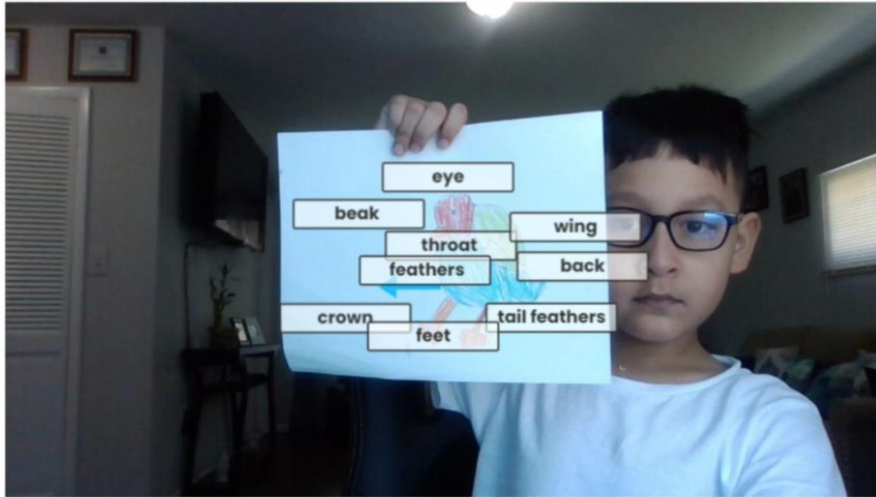 eye
beak
wing
throat
feathers
back
crown
tail feathers
feet